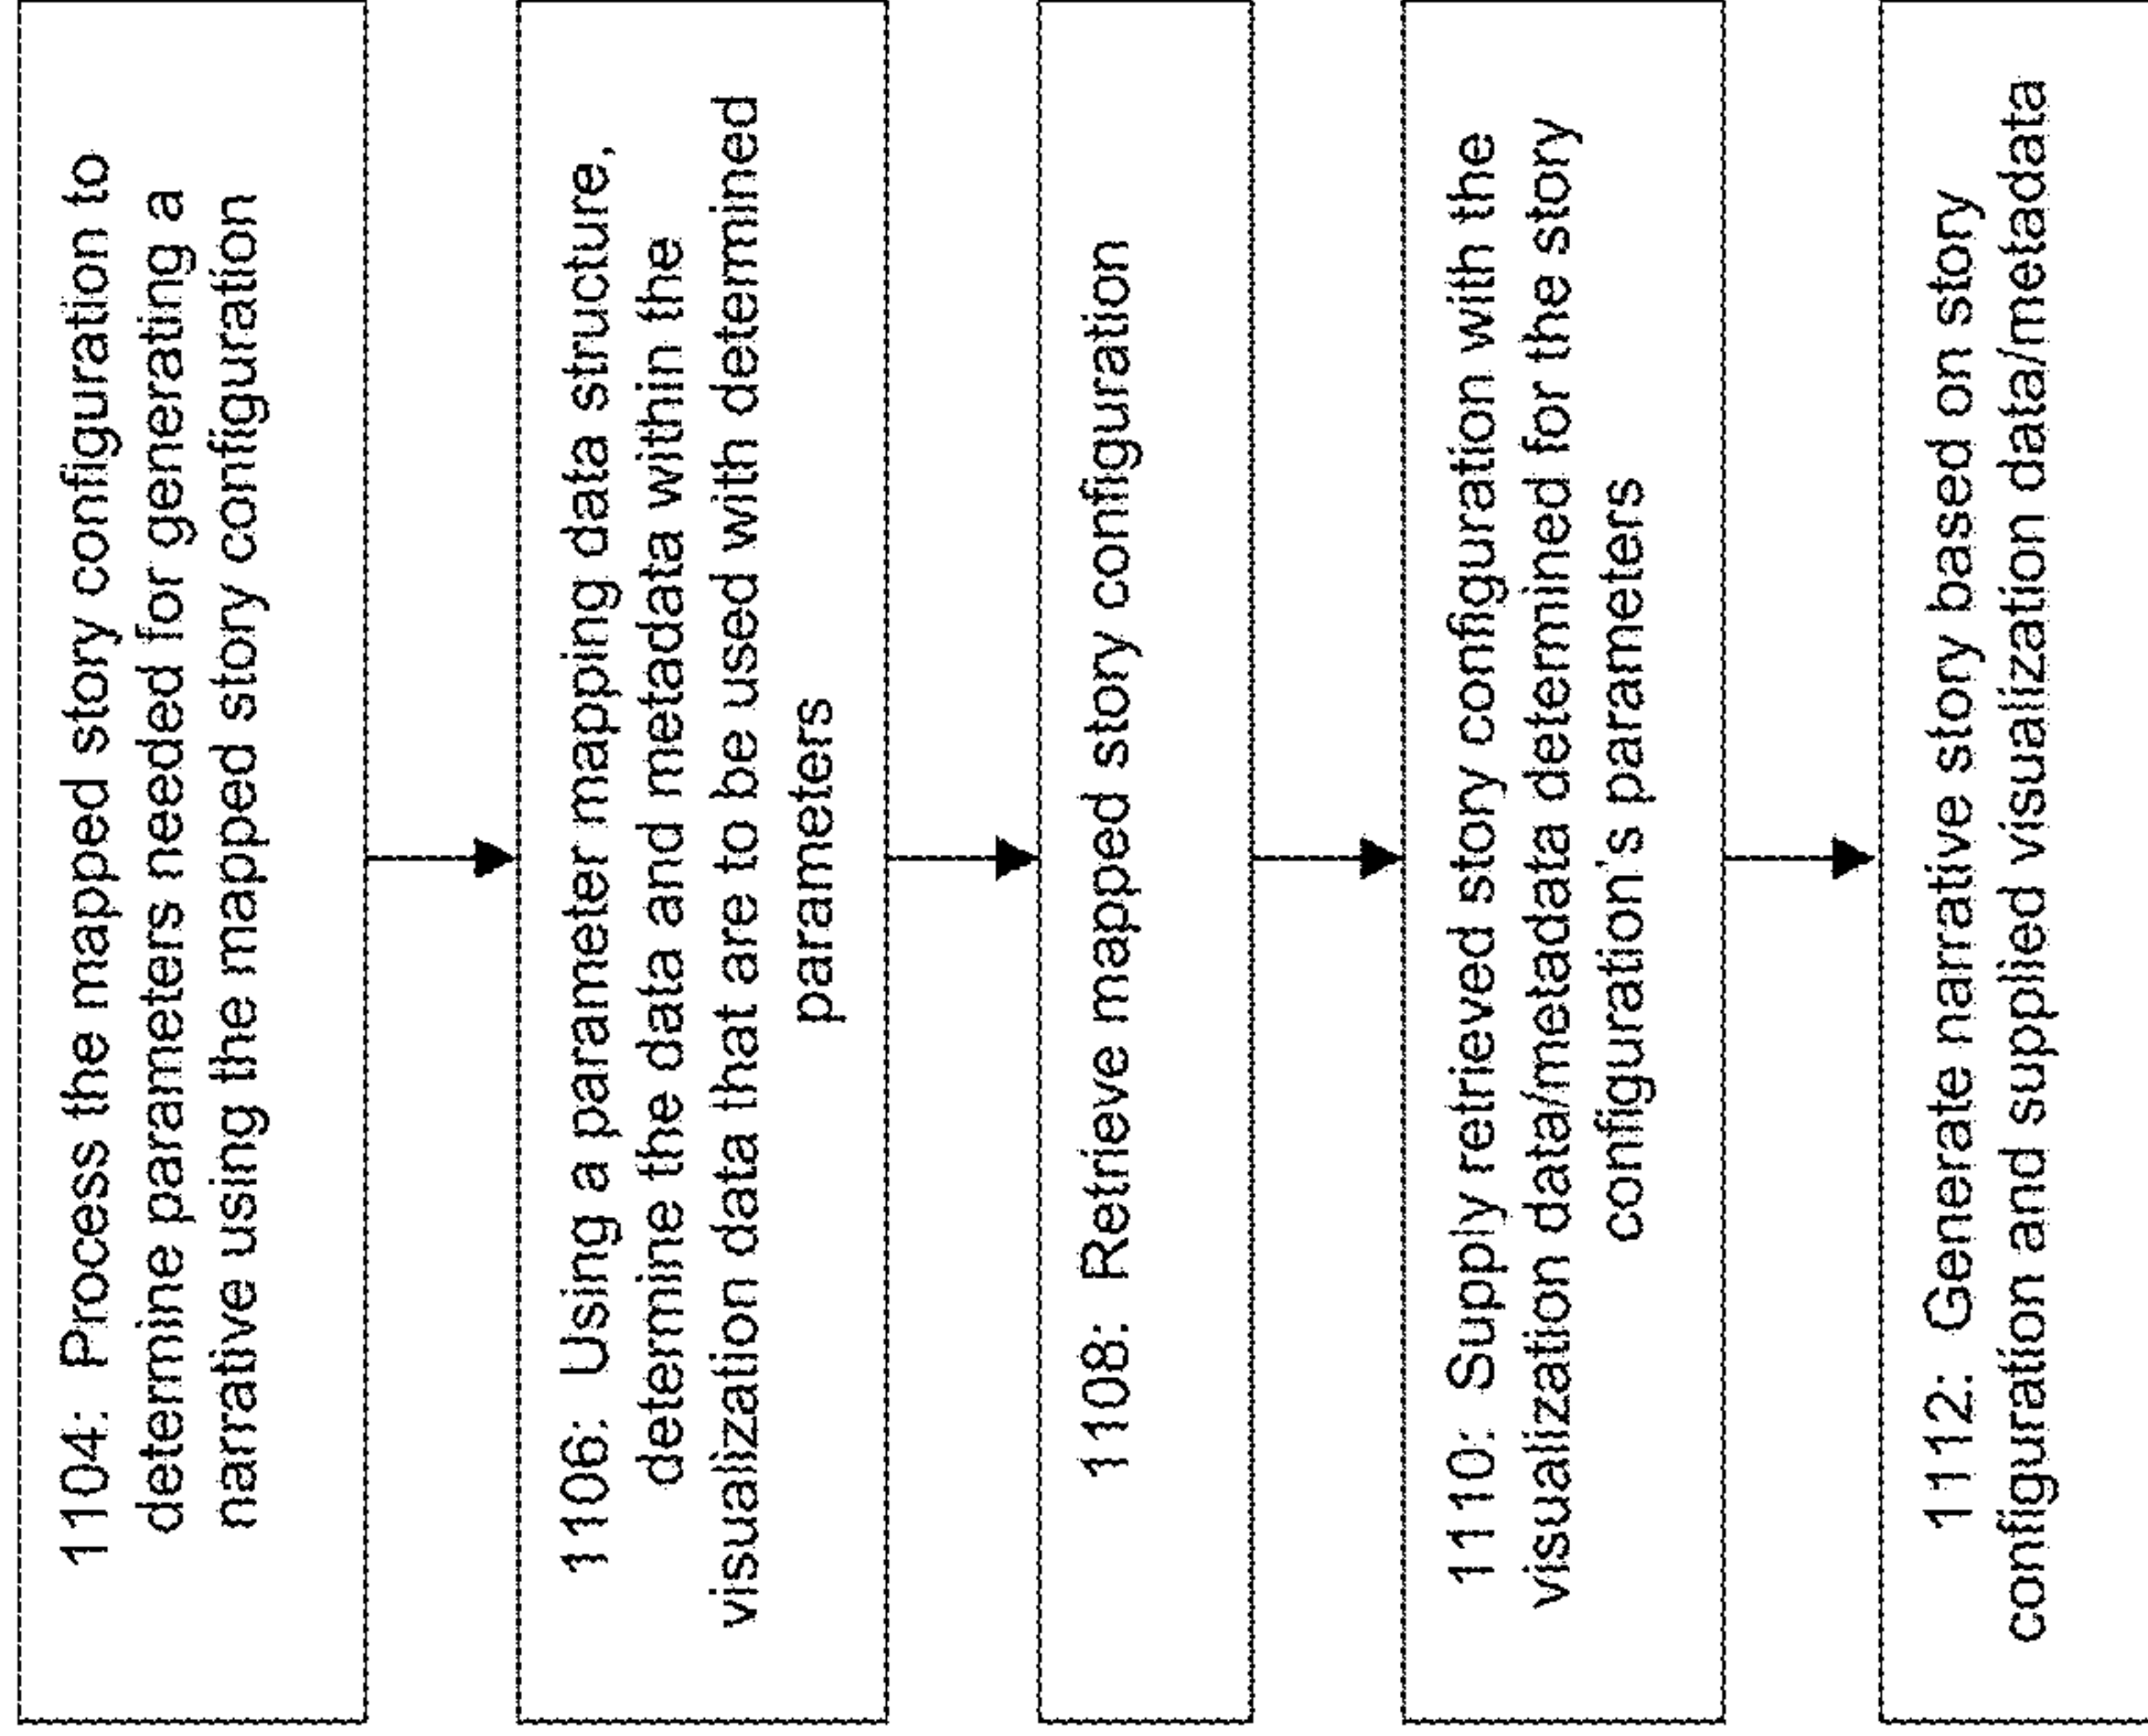 1104: Process the mapped story configuration to
determine parameters needed for generating a
narrative using the mapped story configuration
1106: Using a parameter mapping data structure,
determine the data and metadata within the
visualization data that are to be used with determined
parameters
1108: Retrieve mapped story configuration
1110: Supply retrieved story configuration with the
visualization data/metadata determined for the story
configuration's parameters
1112: Generate narrative story based on story
configuration and supplied visualization data/metadata